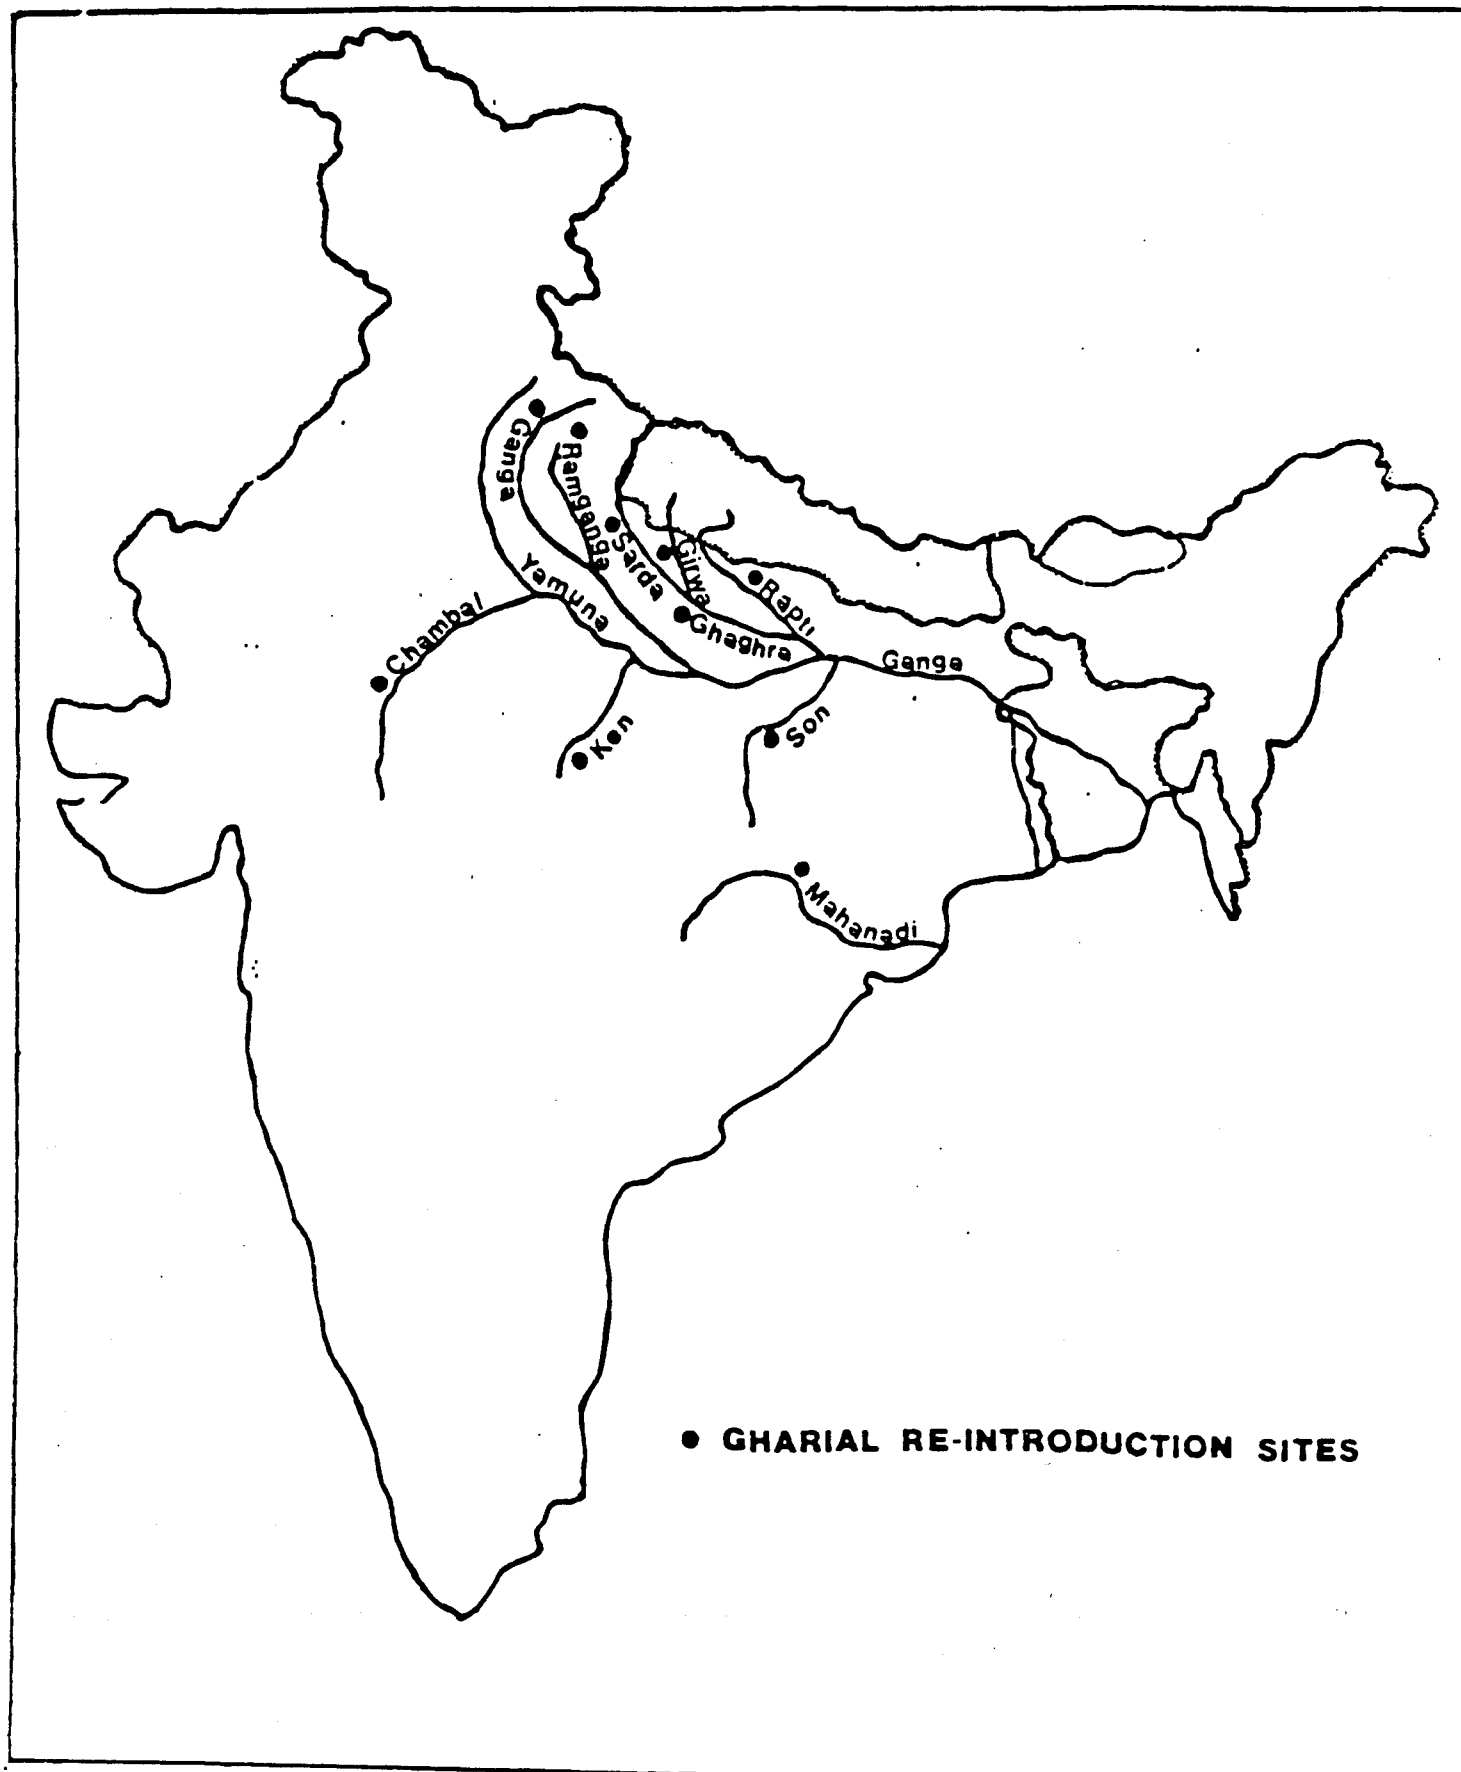 Ganga
Ramganga
Sarda
Girwa
Rapti
Yamuna
Ghaghra
Chambal
Ganga
Ken
Son
Mahanadi
GHARIAL RE-INTRODUCTION SITES